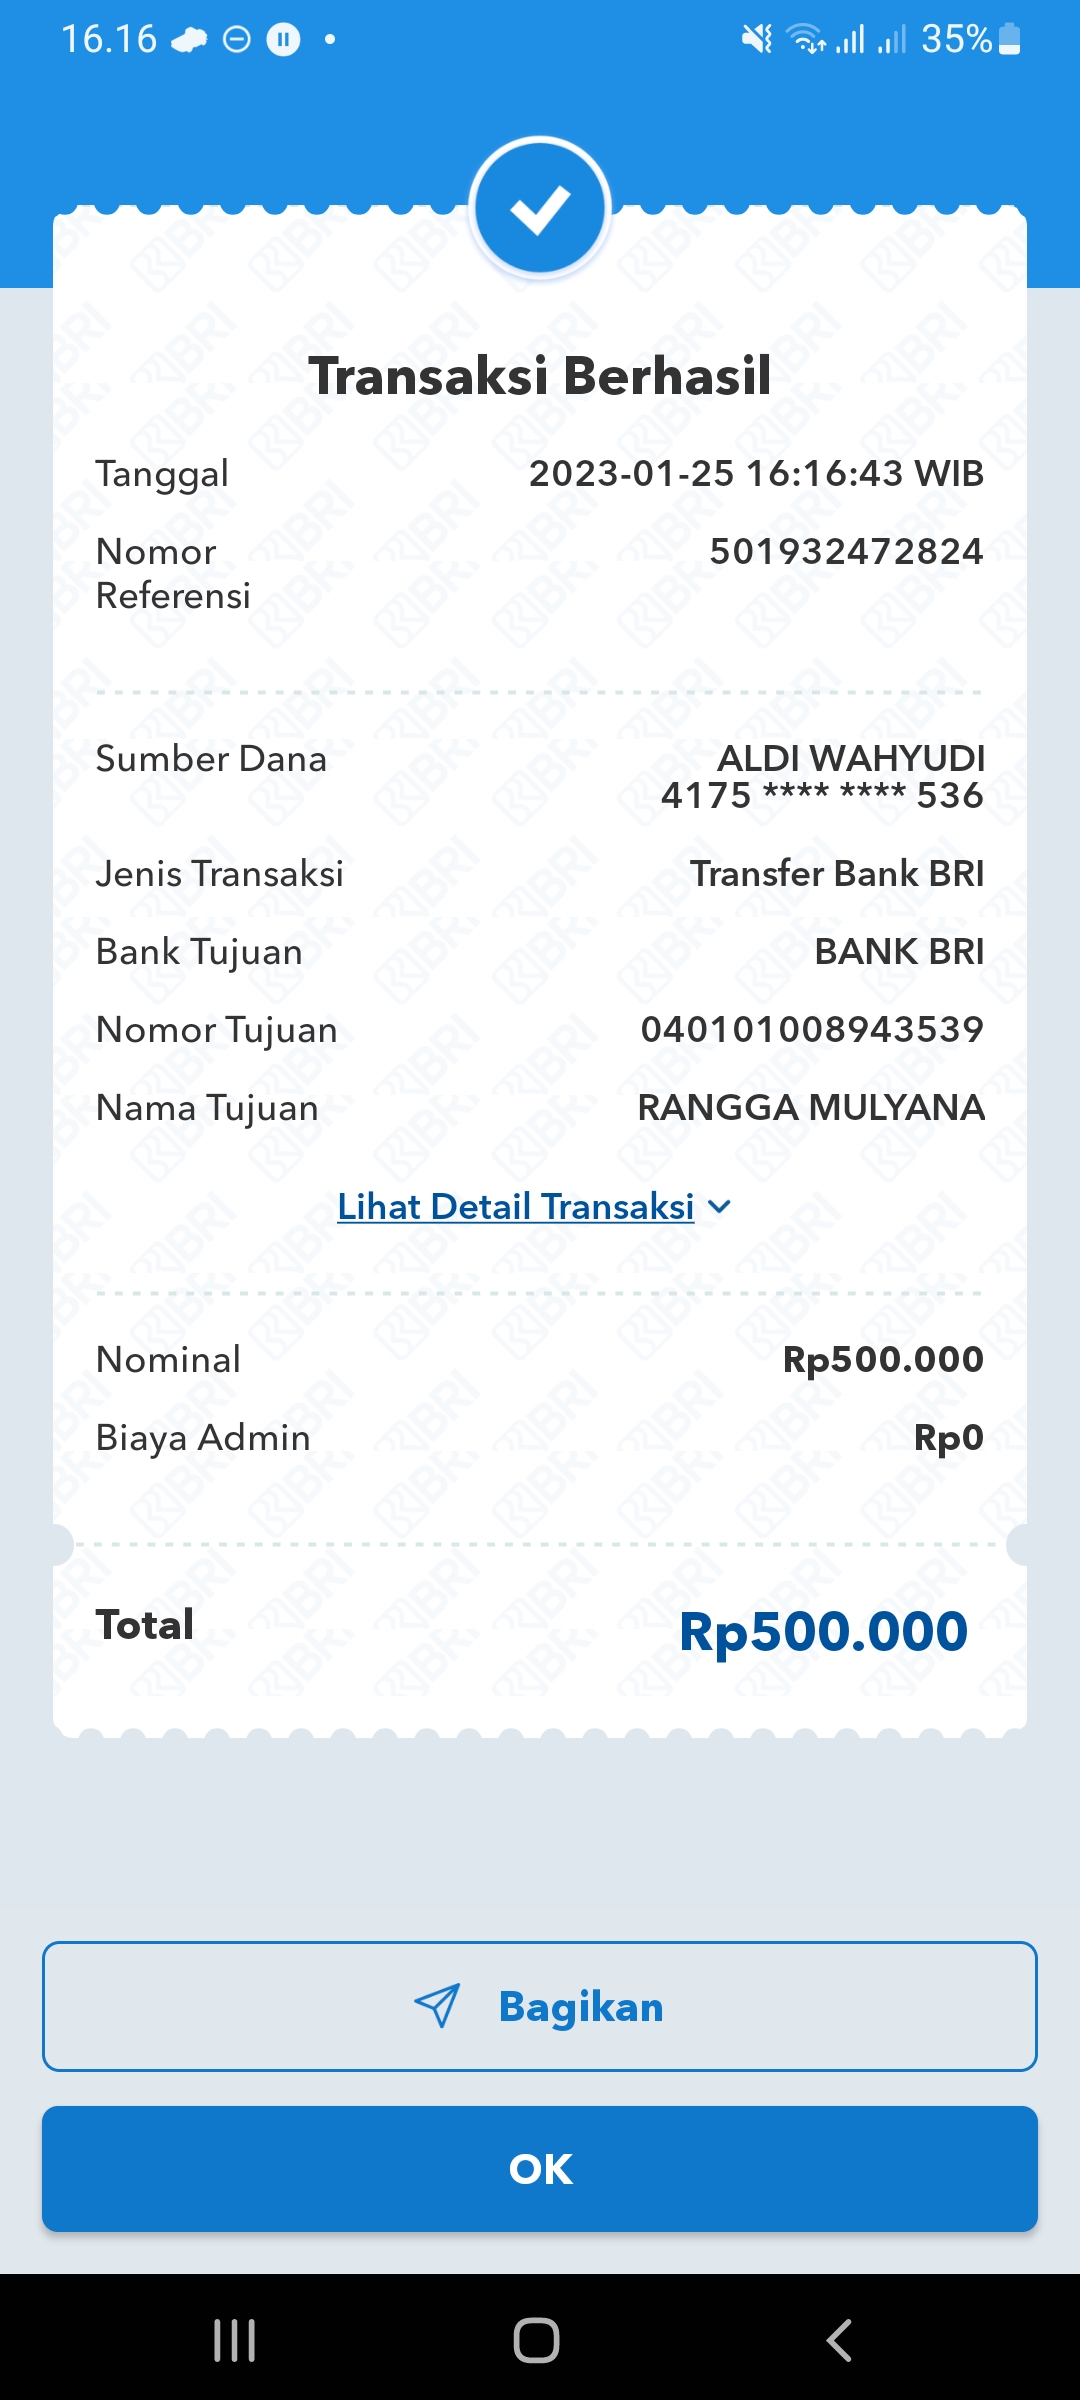 16.16 35%
Transaksi Berhasil
Tanggal 2023-01-25 16:16:43 WIB
Nomor Referensi 501932472824
Sumber Dana ALDI WAHYUDI
4175 **** **** 536
Jenis Transaksi Transfer Bank BRI
Bank Tujuan BANK BRI
Nomor Tujuan 040101008943539
Nama Tujuan RANGGA MULYANA
Lihat Detail Transaksi
Nominal Rp500.000
Biaya Admin Rp0
Total Rp500.000
Bagikan
OK